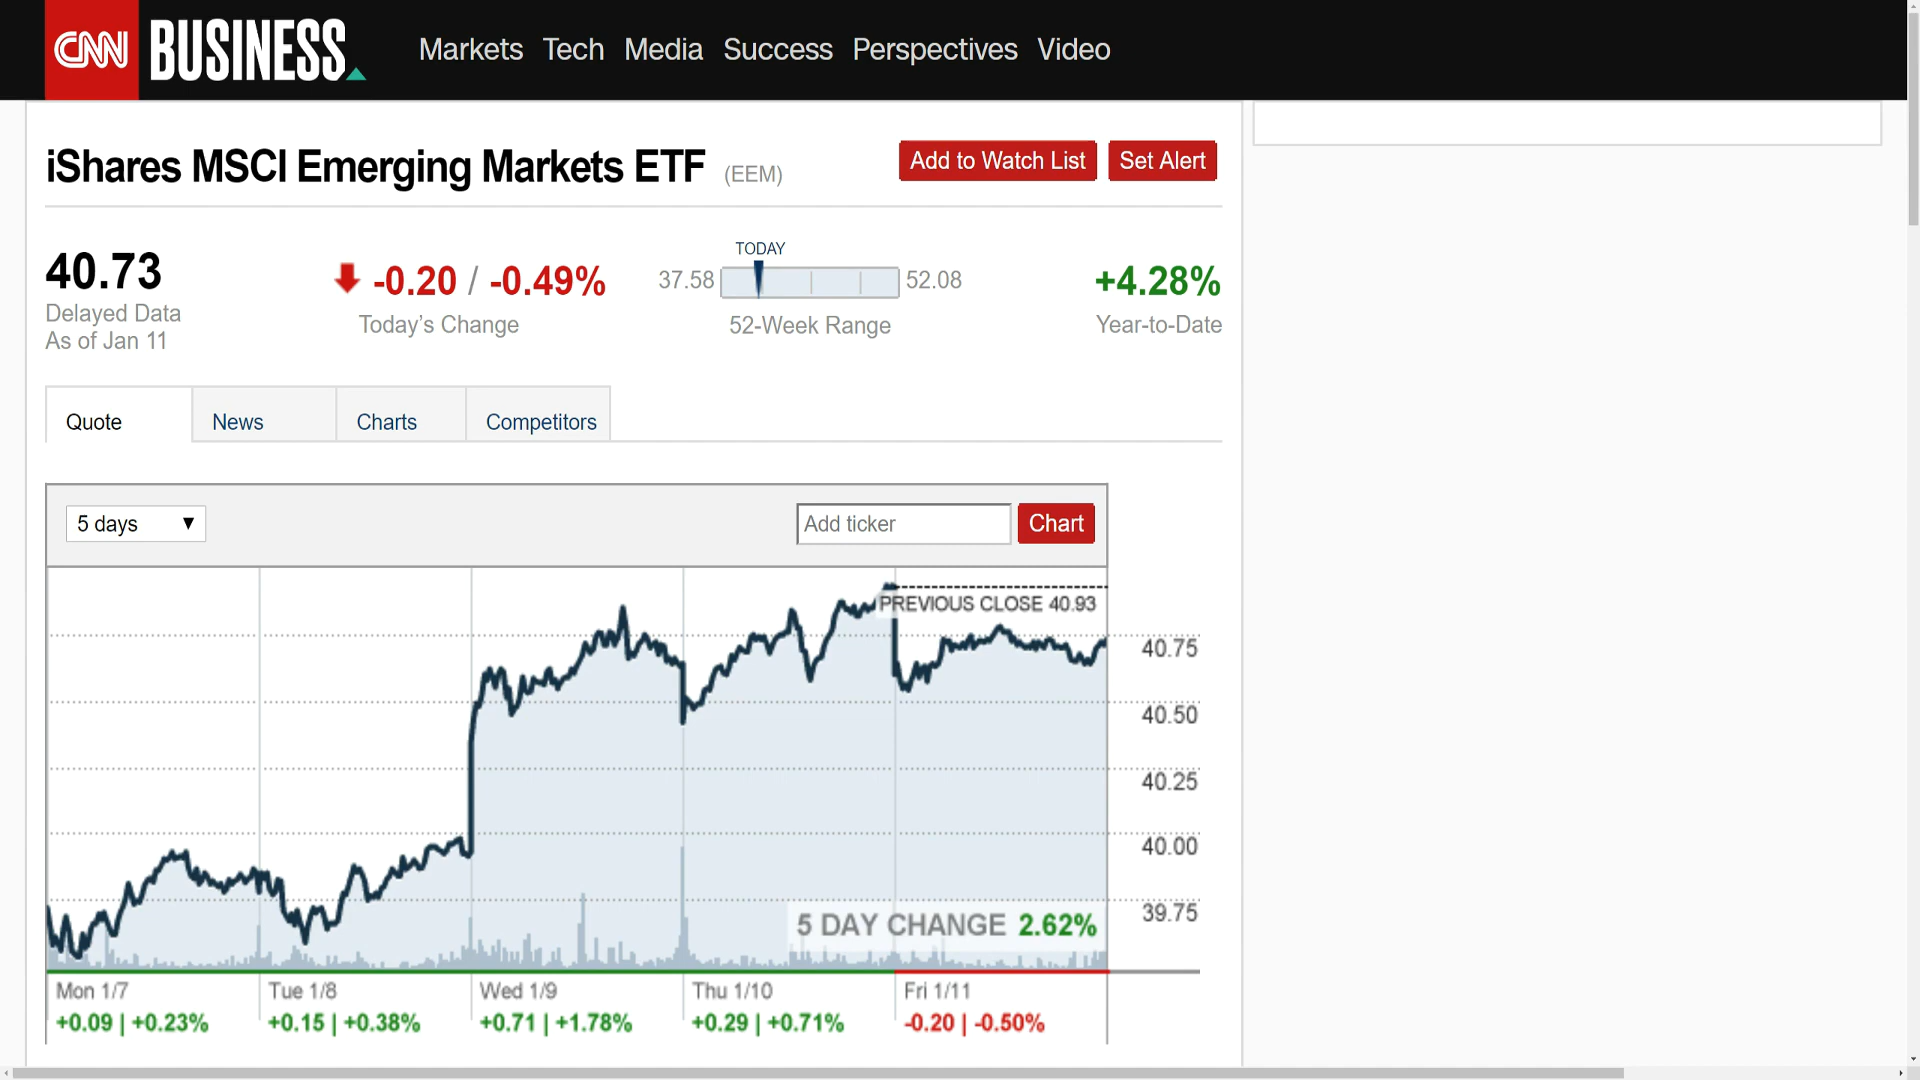 CNN BUSINESS
Markets Tech Media Success Perspectives Video
iShares MSCI Emerging Markets ETF (EEM)
Add to Watch List
Set Alert
40.73
Delayed Data
As of Jan 11
-0.20 / -0.49%
Today's Change
TODAY
37.58 52.08
52-Week Range
+4.28%
Year-to-Date
Quote News Charts Competitors
5 days ▼
Add ticker
Chart
PREVIOUS CLOSE 40.93
40.75
40.50
40.25
40.00
39.75
5 DAY CHANGE 2.62%
Mon 1/7 Tue 1/8 Wed 1/9 Thu 1/10 Fri 1/11
+0.09 | +0.23% +0.15 | +0.38% +0.71 | +1.78% +0.29 | +0.71% -0.20 | -0.50%